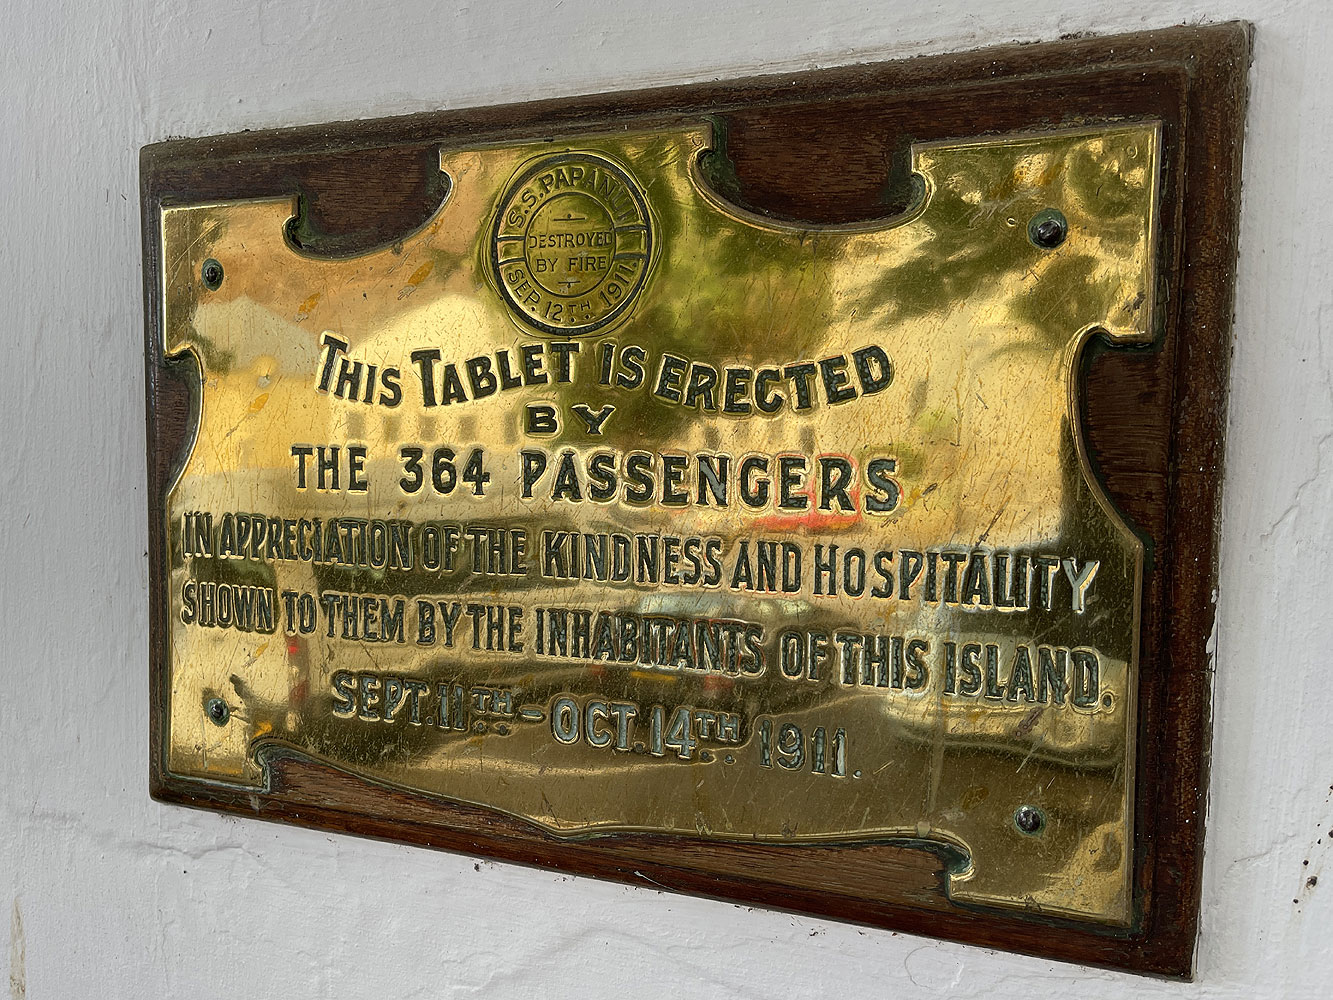 S.S. PAPANUI
DESTROYED
BY FIRE
SEP. 12TH 1911.
THIS TABLET IS ERECTED
BY
THE 364 PASSENGERS
IN APPRECIATION OF THE KINDNESS AND HOSPITALITY
SHOWN TO THEM BY THE INHABITANTS OF THIS ISLAND.
SEPT. 11TH - OCT. 14TH 1911.